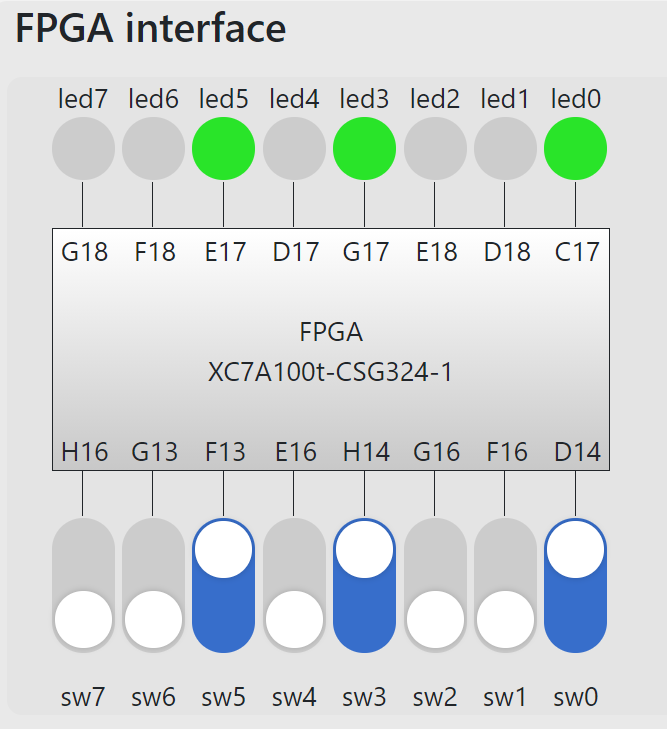 FPGA interface
led7 led6 led5 led4 led3 led2 led1 led0
G18 F18 E17 D17 G17 E18 D18 C17
FPGA
XC7A100t-CSG324-1
H16 G13 F13 E16 H14 G16 F16 D14
sw7 sw6 sw5 sw4 sw3 sw2 sw1 sw0